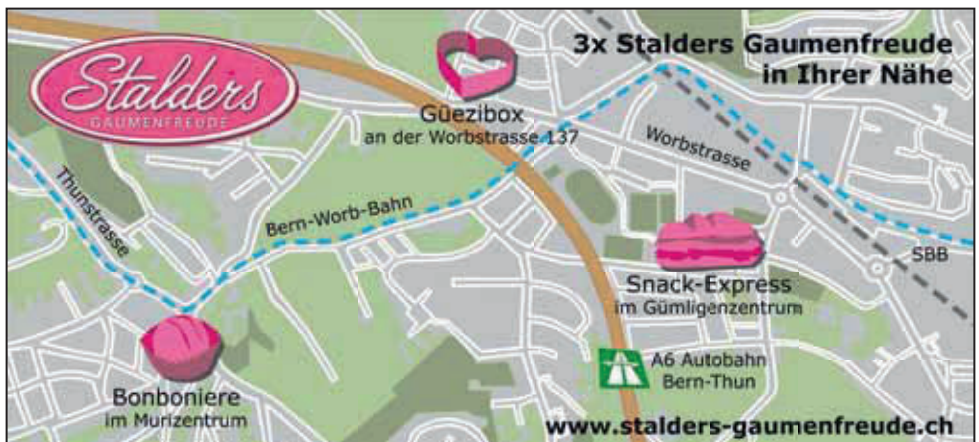 Stalders
GAUMENFREUDE
3x Stalders Gaumenfreude
in Ihrer Nähe
Güezibox
an der Worbstrasse 137
Worbstrasse
Thunstrasse
Bern-Worb-Bahn
SBB
Snack-Express
im Gümligenzentrum
A6 Autobahn
Bern-Thun
Bonboniere
im Murizentrum
www.stalders-gaumenfreude.ch